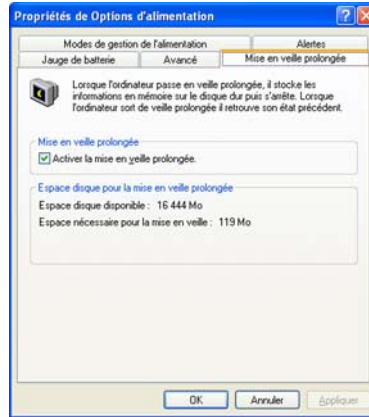 Propriétés de Options d'alimentation
Modes de gestion de l'alimentation
Alertes
Jauge de batterie
Avancé
Mise en veille prolongée
Lorsque l'ordinateur passe en veille prolongée, il stocke les
informations en mémoire sur le disque dur puis s'arrête. Lorsque
l'ordinateur sort de veille prolongée il retrouve son état précédent.
Mise en veille prolongée
Activer la mise en veille prolongée.
Espace disque pour la mise en veille prolongée
Espace disque disponible : 16 444 Mo
Espace nécessaire pour la mise en veille : 119 Mo
OK
Annuler
Appliquer